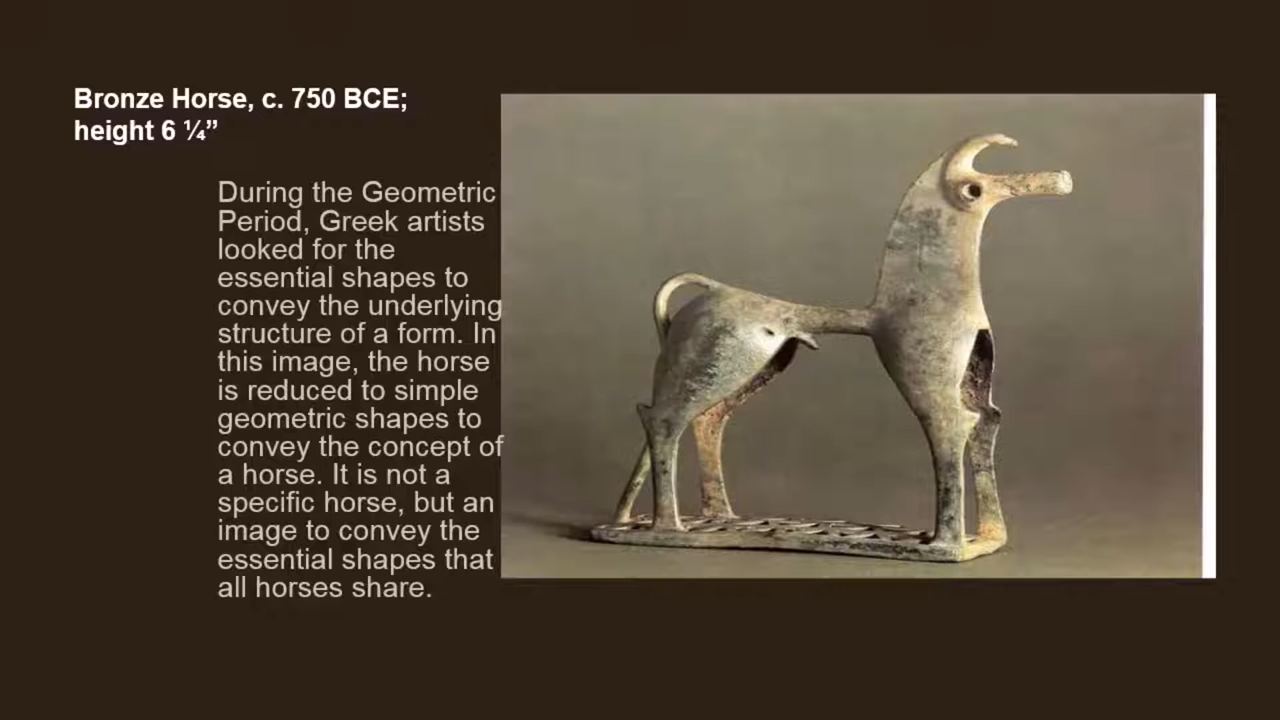 Bronze Horse, c. 750 BCE;
height 6 ¼”
During the Geometric
Period, Greek artists
looked for the
essential shapes to
convey the underlying
structure of a form. In
this image, the horse
is reduced to simple
geometric shapes to
convey the concept of
a horse. It is not a
specific horse, but an
image to convey the
essential shapes that
all horses share.